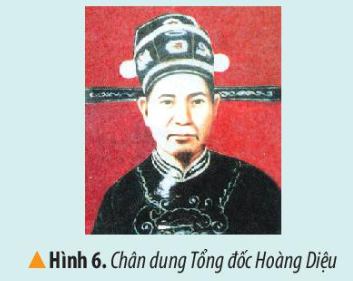 ▲ Hình 6. Chân dung Tổng đốc Hoàng Diệu